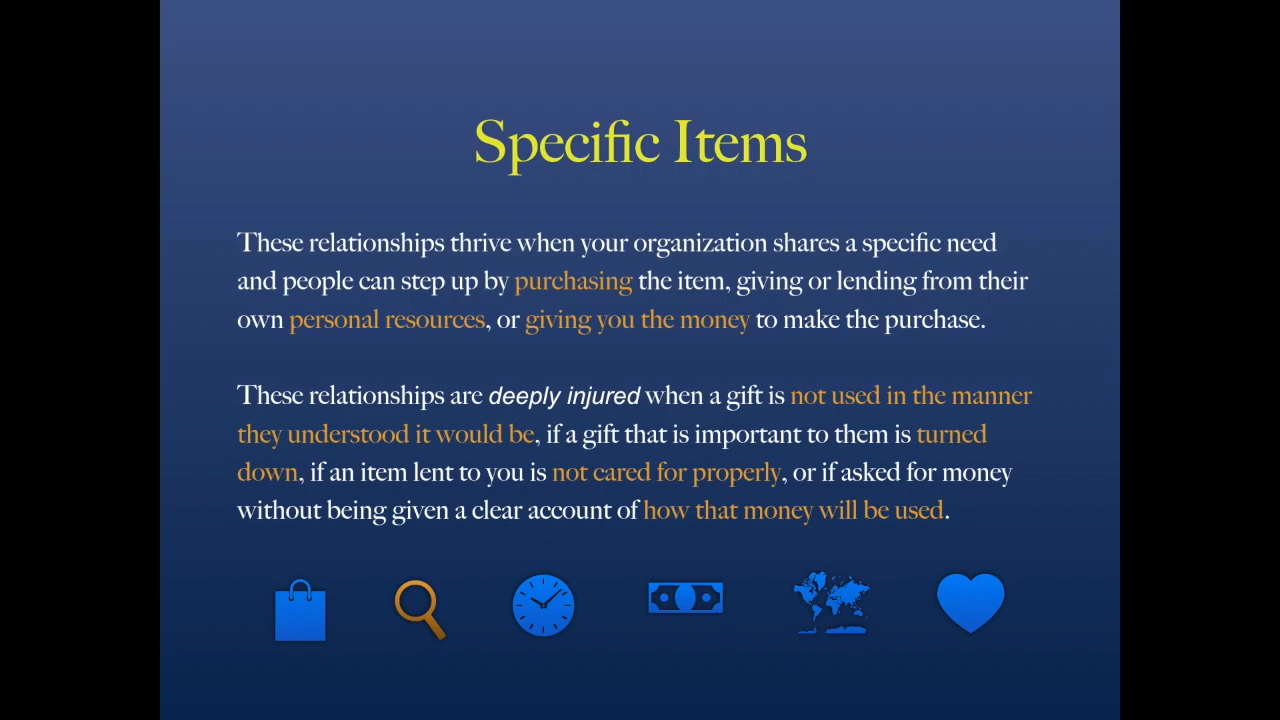 Specific Items
These relationships thrive when your organization shares a specific need
and people can step up by purchasing the item, giving or lending from their
own personal resources, or giving you the money to make the purchase.
These relationships are deeply injured when a gift is not used in the manner
they understood it would be, if a gift that is important to them is turned
down, if an item lent to you is not cared for properly, or if asked for money
without being given a clear account of how that money will be used.